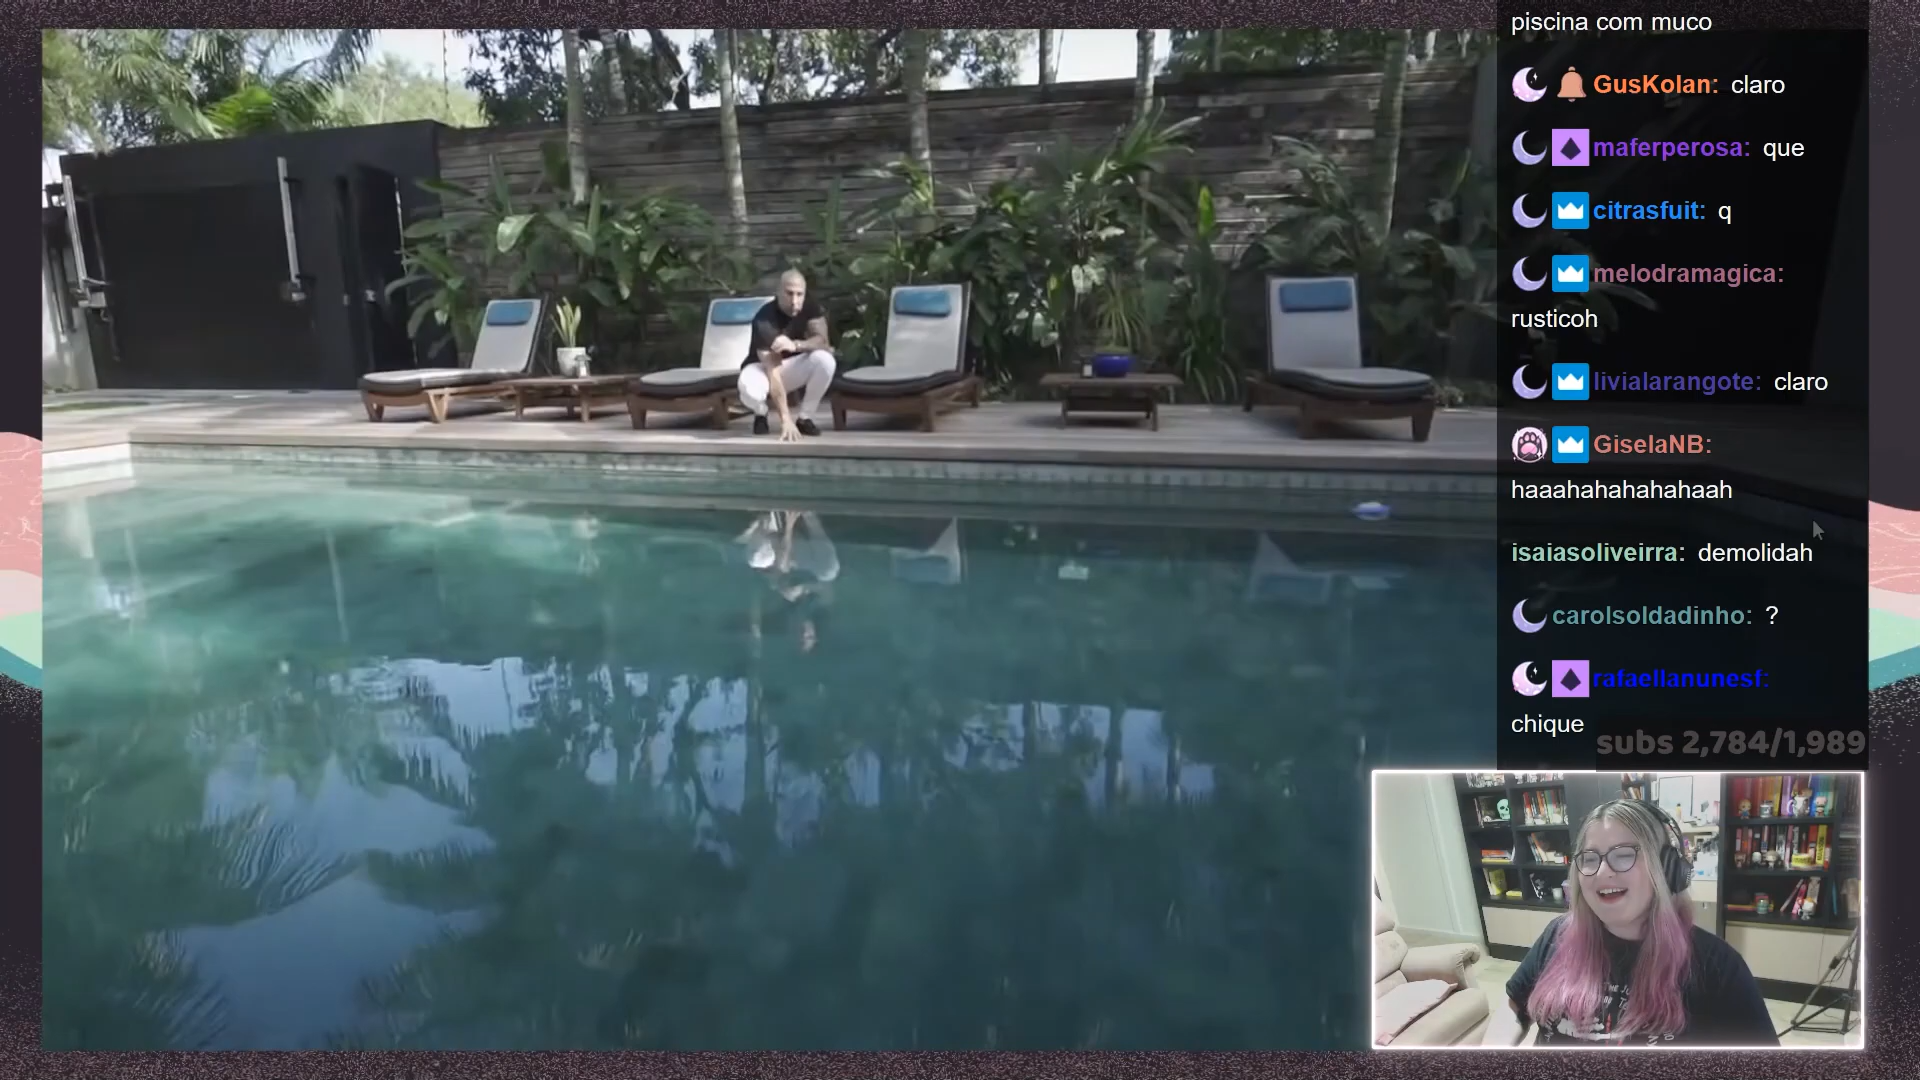 piscina com muco
GusKolan: claro
maferperosa: que
citrasfuit: q
melodramagica:
rusticoh
livialarangote: claro
GiselaNB:
haaahahahahahaah
isaiasoliveirra: demolidah
carolsoldadinho: ?
rafaellanunesf:
chique
subs 2,784/1,989